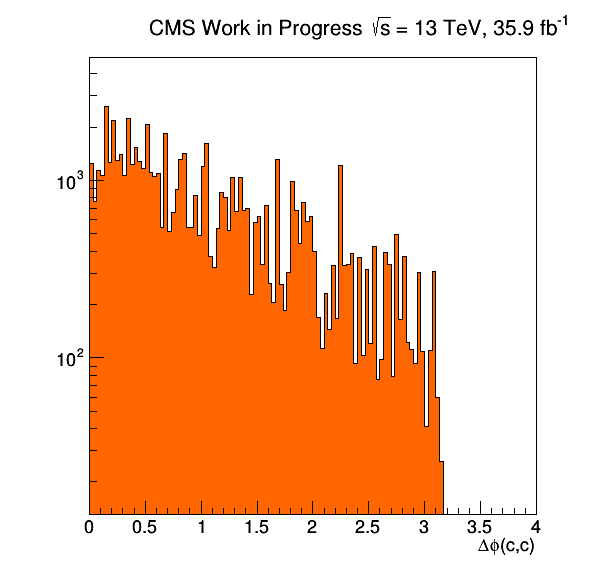 CMS Work in Progress √s = 13 TeV, 35.9 fb⁻¹
10³
10²
0 0.5 1 1.5 2 2.5 3 3.5 4
Δϕ(c,c)